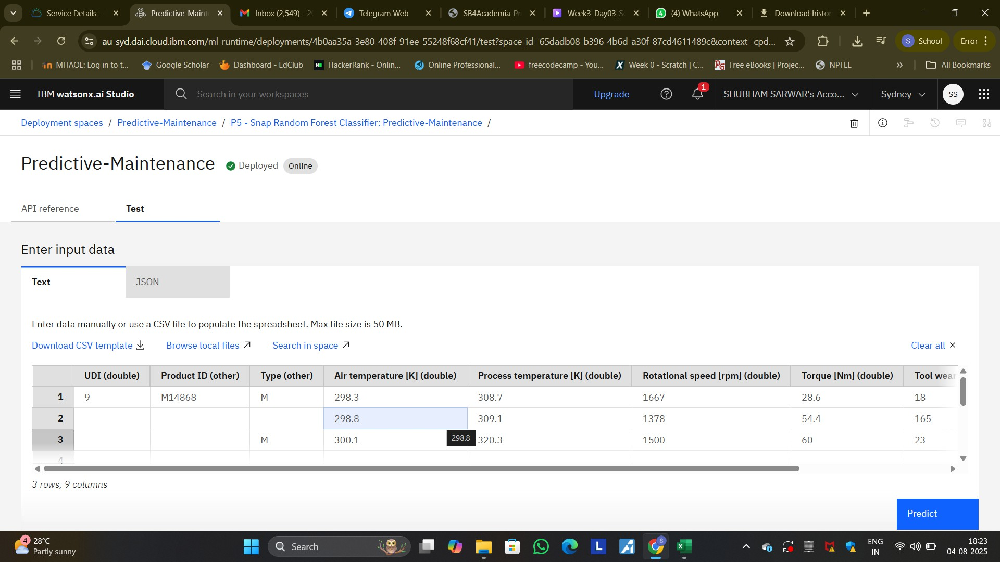 Service Details -
Predictive-Maint
Inbox (2,549) - 2
Telegram Web
SB4Academia_Pr
Week3_Day03_S
(4) WhatsApp
Download histor
au-syd.dai.cloud.ibm.com/ml-runtime/deployments/4b0aa35a-3e80-408f-91ee-55248f68cf41/test?space_id=65dadb08-b396-4b6d-a30f-87cd4611489c&context=cpd...
S School
Error
MITAOE: Log in to t...
Google Scholar
Dashboard - EdClub
HackerRank - Onlin...
Online Professional...
freecodecamp - You...
Week 0 - Scratch | C...
Free eBooks | Projec...
NPTEL
All Bookmarks
IBM watsonx.ai Studio
Search in your workspaces
Upgrade
1
SHUBHAM SARWAR's Acco...
Sydney
SS
Deployment spaces / Predictive-Maintenance / P5 - Snap Random Forest Classifier: Predictive-Maintenance /
Predictive-Maintenance Deployed Online
API reference Test
Enter input data
Text JSON
Enter data manually or use a CSV file to populate the spreadsheet. Max file size is 50 MB.
Download CSV template Browse local files Search in space Clear all
UDI (double) Product ID (other) Type (other) Air temperature [K] (double) Process temperature [K] (double) Rotational speed [rpm] (double) Torque [Nm] (double) Tool wear
1 9 M14868 M 298.3 308.7 1667 28.6 18
2 298.8 309.1 1378 54.4 165
3 M 300.1 320.3 1500 60 23
298.8
4
3 rows, 9 columns
Predict
4 28°C
Partly sunny
Search
L
S
ENG
IN
18:23
04-08-2025